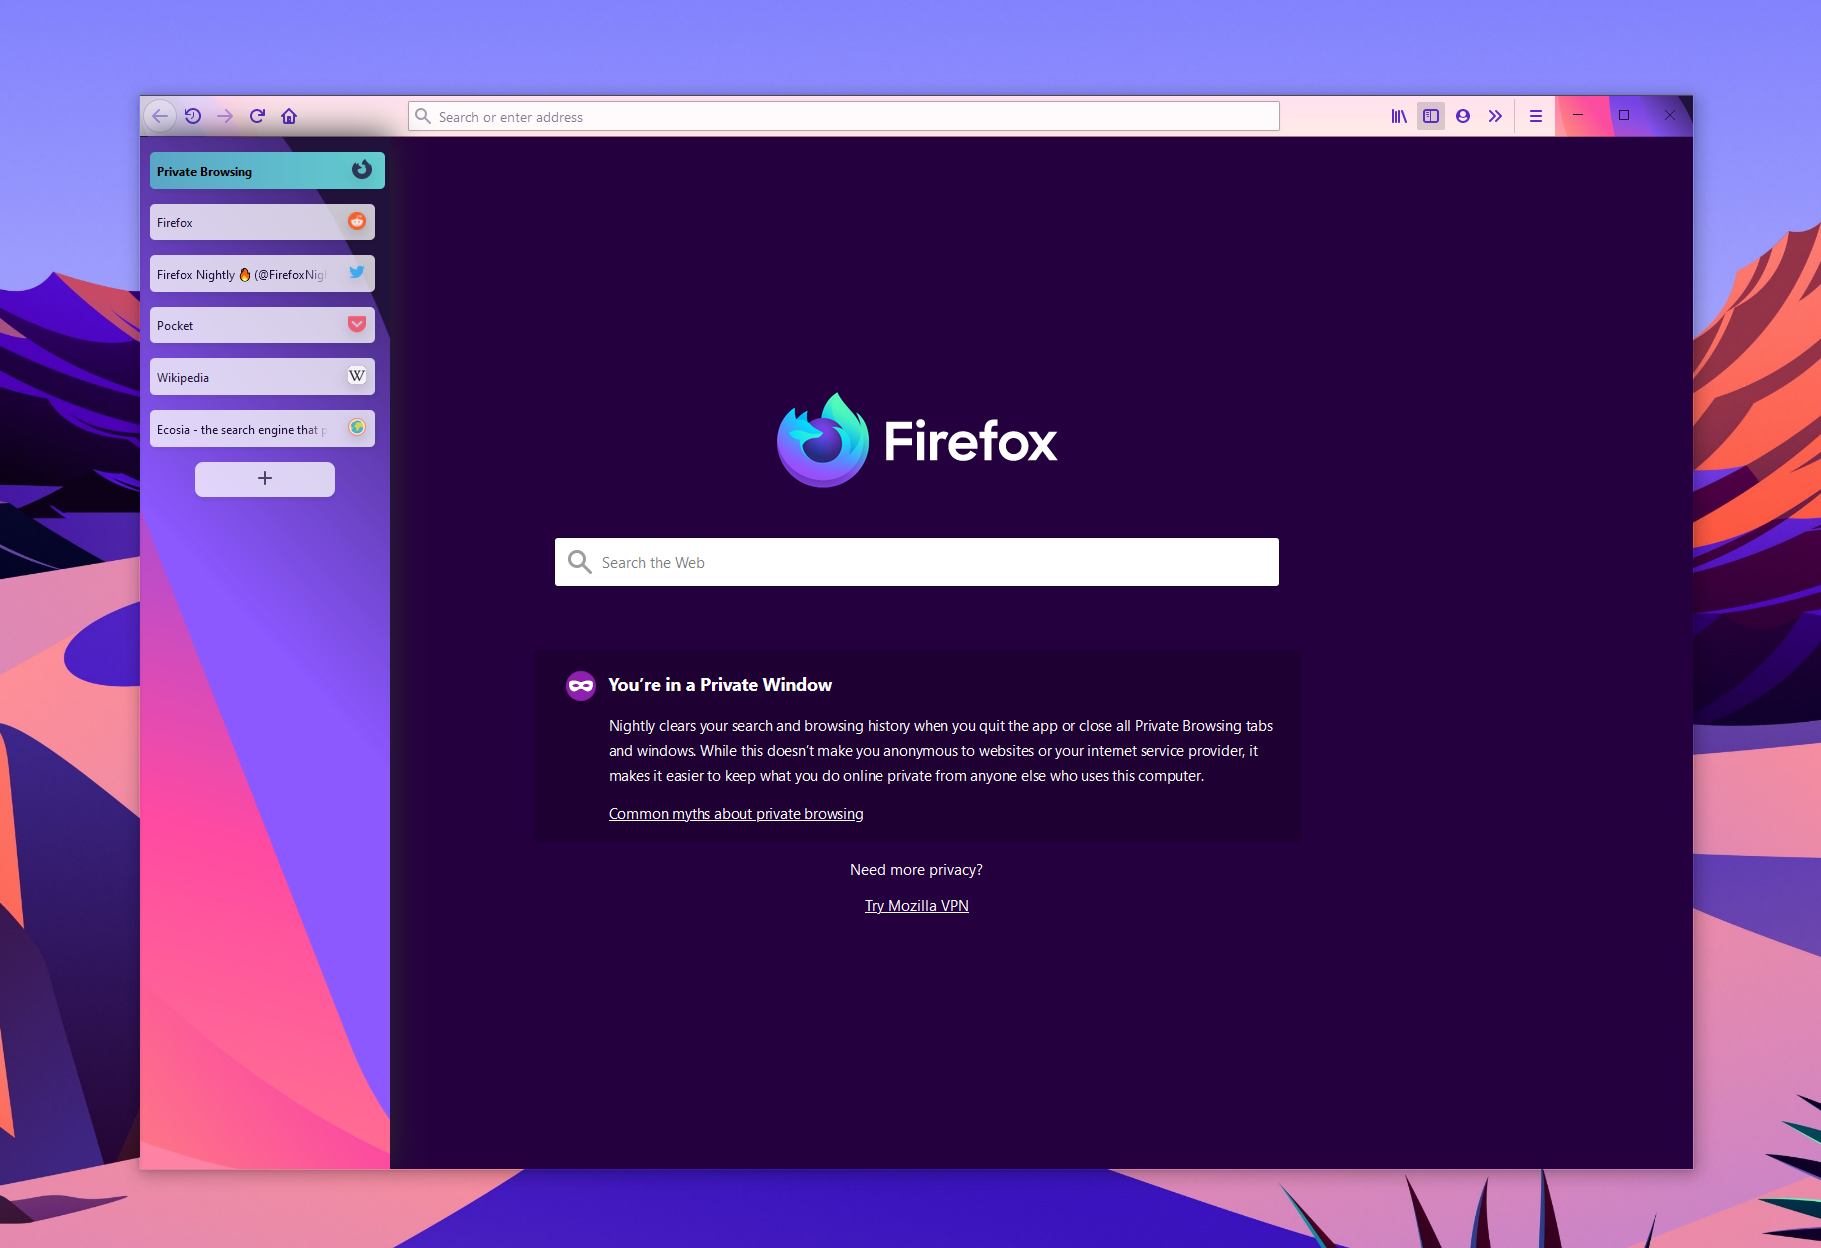 Search or enter address
Private Browsing
Firefox
Firefox Nightly 🔥 (@FirefoxNigh
Pocket
Wikipedia
W
Ecosia - the search engine that p
Firefox
Search the Web
You’re in a Private Window
Nightly clears your search and browsing history when you quit the app or close all Private Browsing tabs
and windows. While this doesn’t make you anonymous to websites or your internet service provider, it
makes it easier to keep what you do online private from anyone else who uses this computer.
Common myths about private browsing
Need more privacy?
Try Mozilla VPN